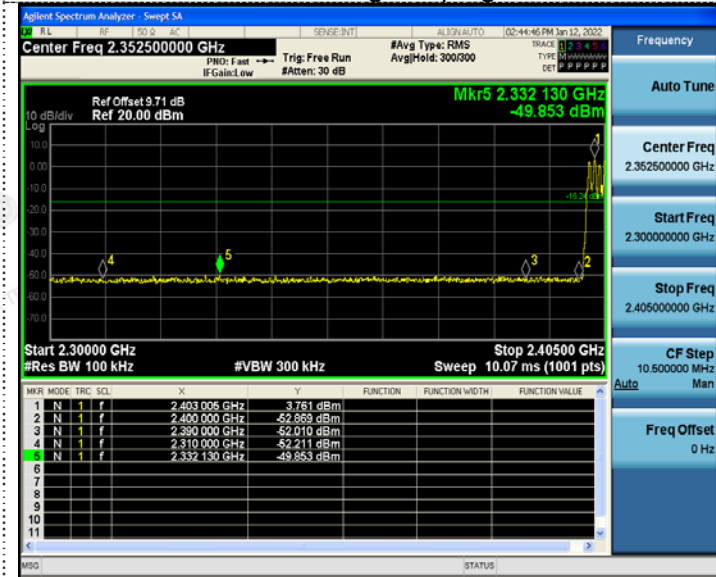 Agilent Spectrum Analyzer - Swept SA
RL RF 50 Ω AC SENSE:INT ALIGNAUTO 02:44:46 PM Jan 12, 2022
Center Freq 2.352500000 GHz
PNO: Fast
IFGain:Low
Trig: Free Run
#Atten: 30 dB
#Avg Type: RMS
Avg|Hold: 300/300
TRACE 1 2 3 4 5 6
TYPE M
DET P P P P P P
Frequency
Auto Tune
Center Freq
2.352500000 GHz
Start Freq
2.300000000 GHz
Stop Freq
2.405000000 GHz
CF Step
10.500000 MHz
Auto Man
Freq Offset
0 Hz
Mkr5 2.332 130 GHz
-49.853 dBm
Ref Offset 9.71 dB
10 dB/div Ref 20.00 dBm
Log
10.0
0.00
-10.0
-20.0
-30.0
-40.0
-50.0
-60.0
-70.0
-16.24 dBm
1
4
5
3
2
Start 2.30000 GHz Stop 2.40500 GHz
#Res BW 100 kHz #VBW 300 kHz Sweep 10.07 ms (1001 pts)
MKR MODE TRC SCL X Y FUNCTION FUNCTION WIDTH FUNCTION VALUE
1 N 1 f 2.403 005 GHz 3.761 dBm
2 N 1 f 2.400 000 GHz -52.869 dBm
3 N 1 f 2.390 000 GHz -52.010 dBm
4 N 1 f 2.310 000 GHz -52.211 dBm
5 N 1 f 2.332 130 GHz -49.853 dBm
6
7
8
9
10
11
MSG STATUS